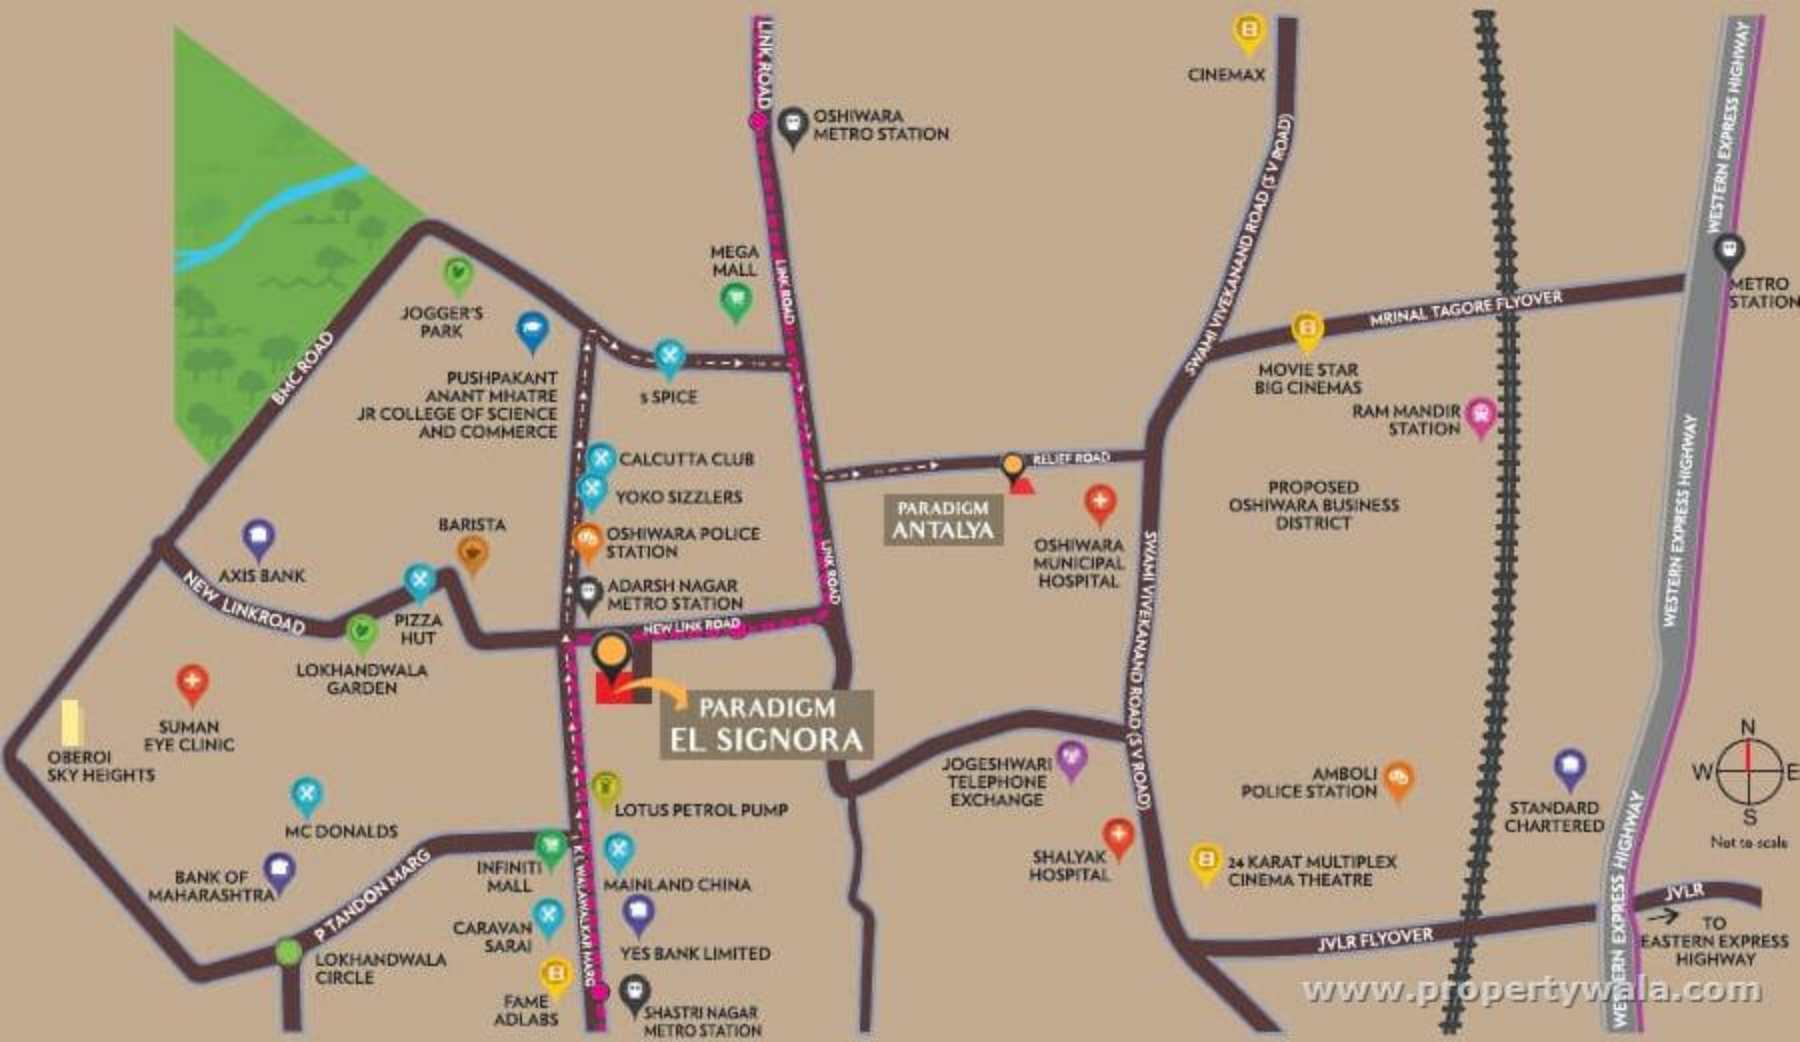 LINK ROAD
CINEMAX
OSHIWARA
METRO STATION
WESTERN EXPRESS HIGHWAY
SWAMI VIVEKANAND ROAD (S V ROAD)
MEGA
MALL
LINK ROAD
METRO
STATION
JOGGER'S
PARK
MRINAL TAGORE FLYOVER
BMC ROAD
PUSHPAKANT
ANANT MHATRE
JR COLLEGE OF SCIENCE
AND COMMERCE
5 SPICE
MOVIE STAR
BIG CINEMAS
RAM MANDIR
STATION
CALCUTTA CLUB
RELIEF ROAD
YOKO SIZZLERS
PARADIGM
ANTALYA
PROPOSED
OSHIWARA BUSINESS
DISTRICT
WESTERN EXPRESS HIGHWAY
BARISTA
OSHIWARA POLICE
STATION
OSHIWARA
MUNICIPAL
HOSPITAL
AXIS BANK
LINK ROAD
NEW LINKROAD
ADARSH NAGAR
METRO STATION
PIZZA
HUT
NEW LINK ROAD
SWAMI VIVEKANAND ROAD (S V ROAD)
LOKHANDWALA
GARDEN
PARADIGM
EL SIGNORA
SUMAN
EYE CLINIC
OBEROI
SKY HEIGHTS
JOGESHWARI
TELEPHONE
EXCHANGE
AMBOLI
POLICE STATION
STANDARD
CHARTERED
N
W
E
S
Not to scale
LOTUS PETROL PUMP
MC DONALDS
INFINITI
MALL
BANK OF
MAHARASHTRA
P TANDON MARG
MAINLAND CHINA
SHALYAK
HOSPITAL
24 KARAT MULTIPLEX
CINEMA THEATRE
WESTERN EXPRESS HIGHWAY
JVLR
CARAVAN
SARAI
YES BANK LIMITED
JVLR FLYOVER
TO
EASTERN EXPRESS
HIGHWAY
LOKHANDWALA
CIRCLE
FAME
ADLABS
SHASTRI NAGAR
METRO STATION
www.propertywala.com